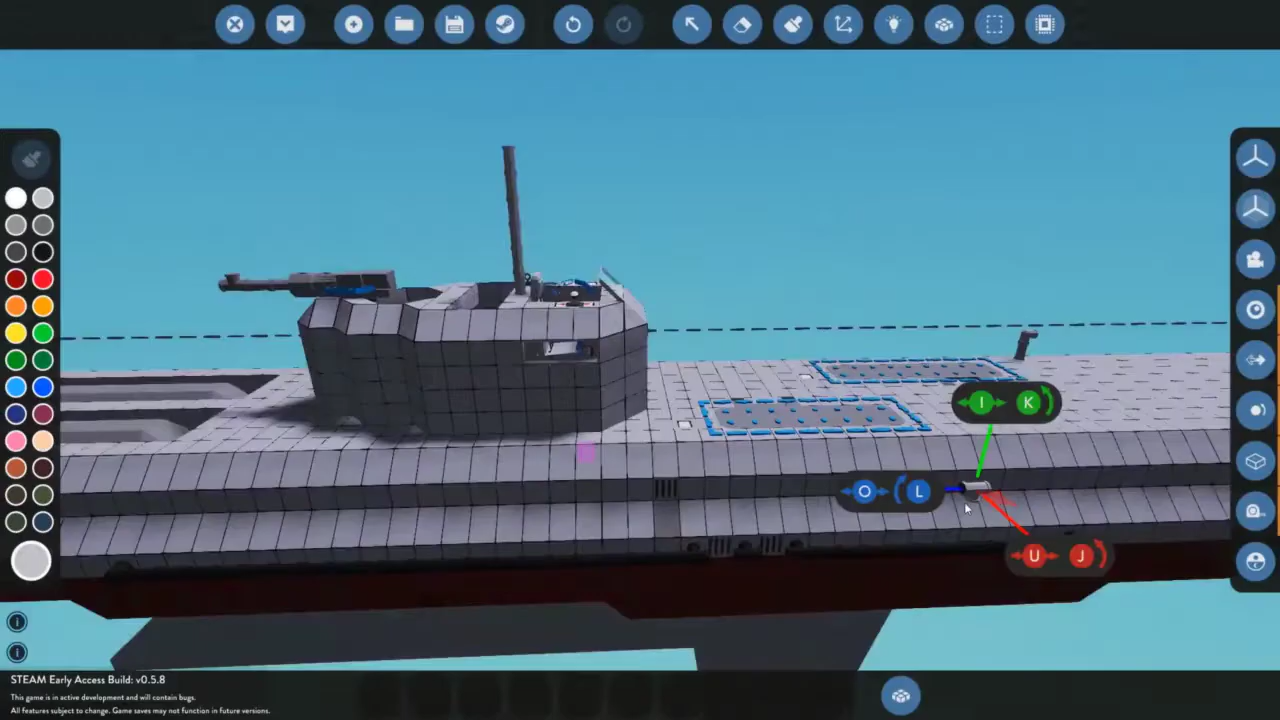 I K
O L
U J
STEAM Early Access Build: v0.5.8
This game is in active development and will contain bugs.
All features subject to change. Game saves may not function in future versions.